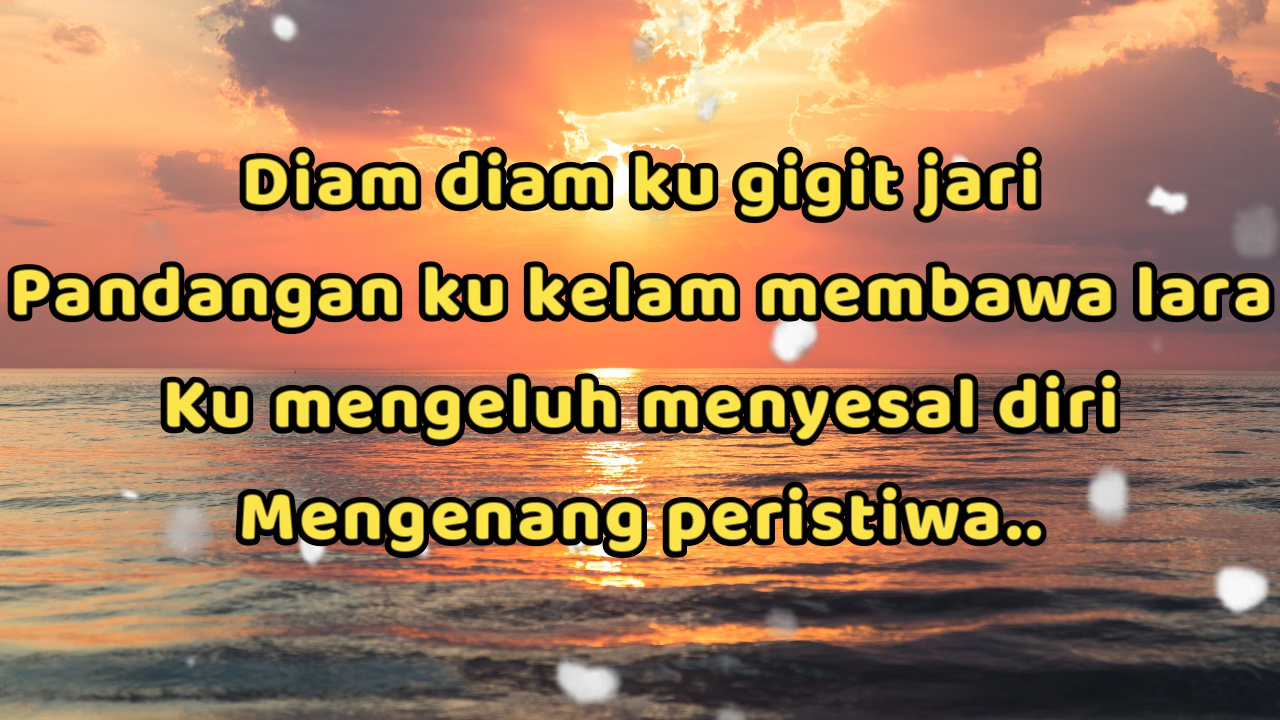 Diam diam ku gigit jari
Pandangan ku kelam membawa lara
Ku mengeluh menyesal diri
Mengenang peristiwa..